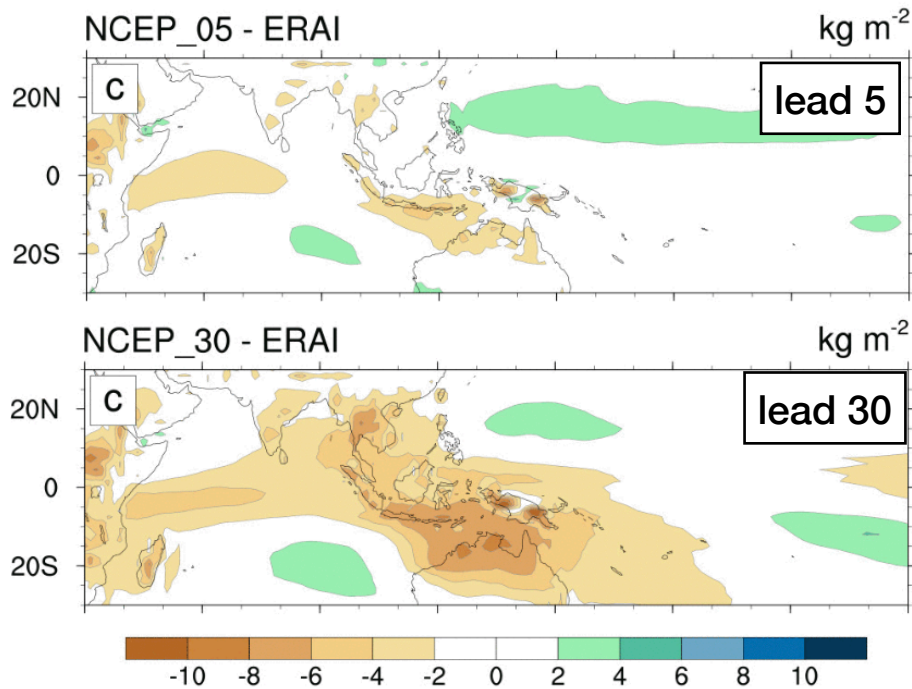 NCEP_05 - ERAI kg m-2
C lead 5
20N
0
20S
NCEP_30 - ERAI kg m-2
C lead 30
20N
0
20S
-10 -8 -6 -4 -2 0 2 4 6 8 10